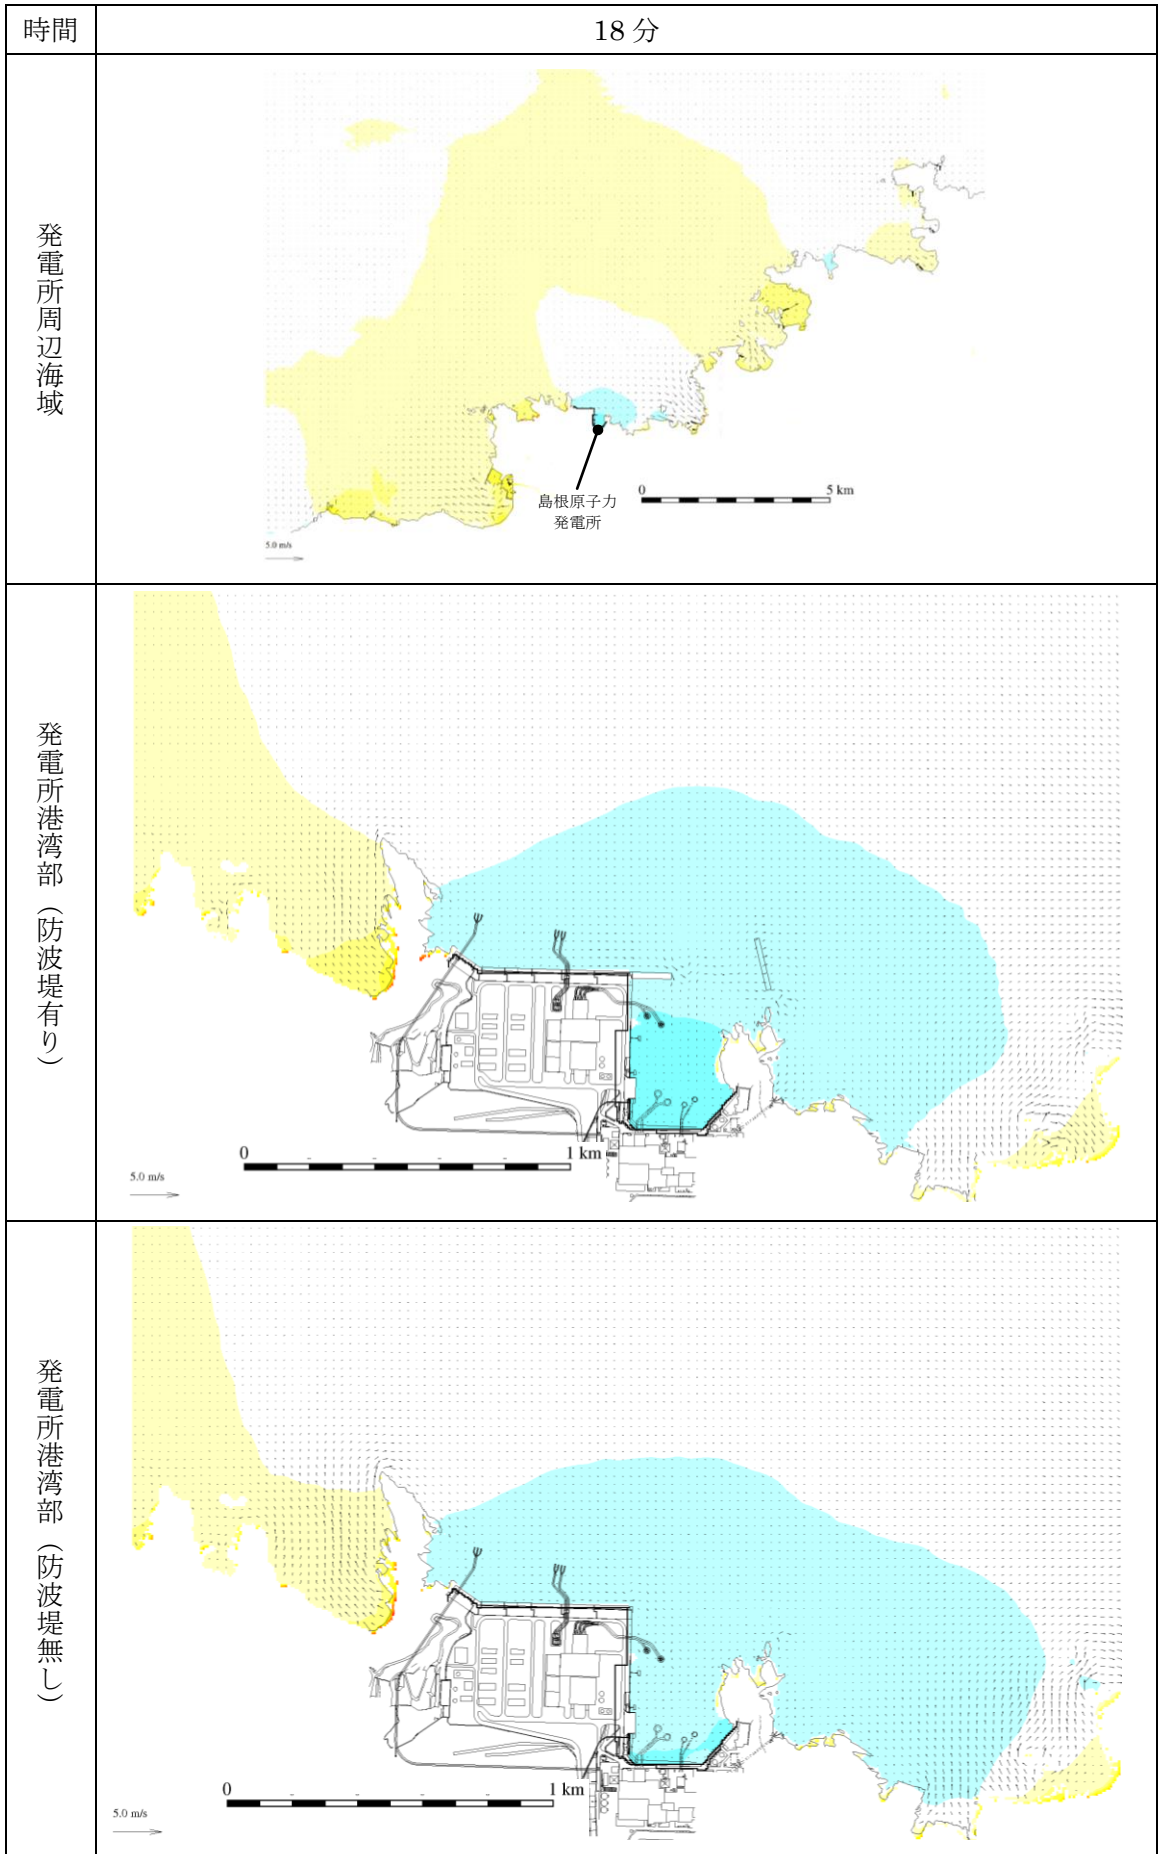 時間
18 分
発電所周辺海域
島根原子力
発電所
0 5 km
5.0 m/s
発電所港湾部（防波堤有り）
0 1 km
5.0 m/s
発電所港湾部（防波堤無し）
0 1 km
5.0 m/s